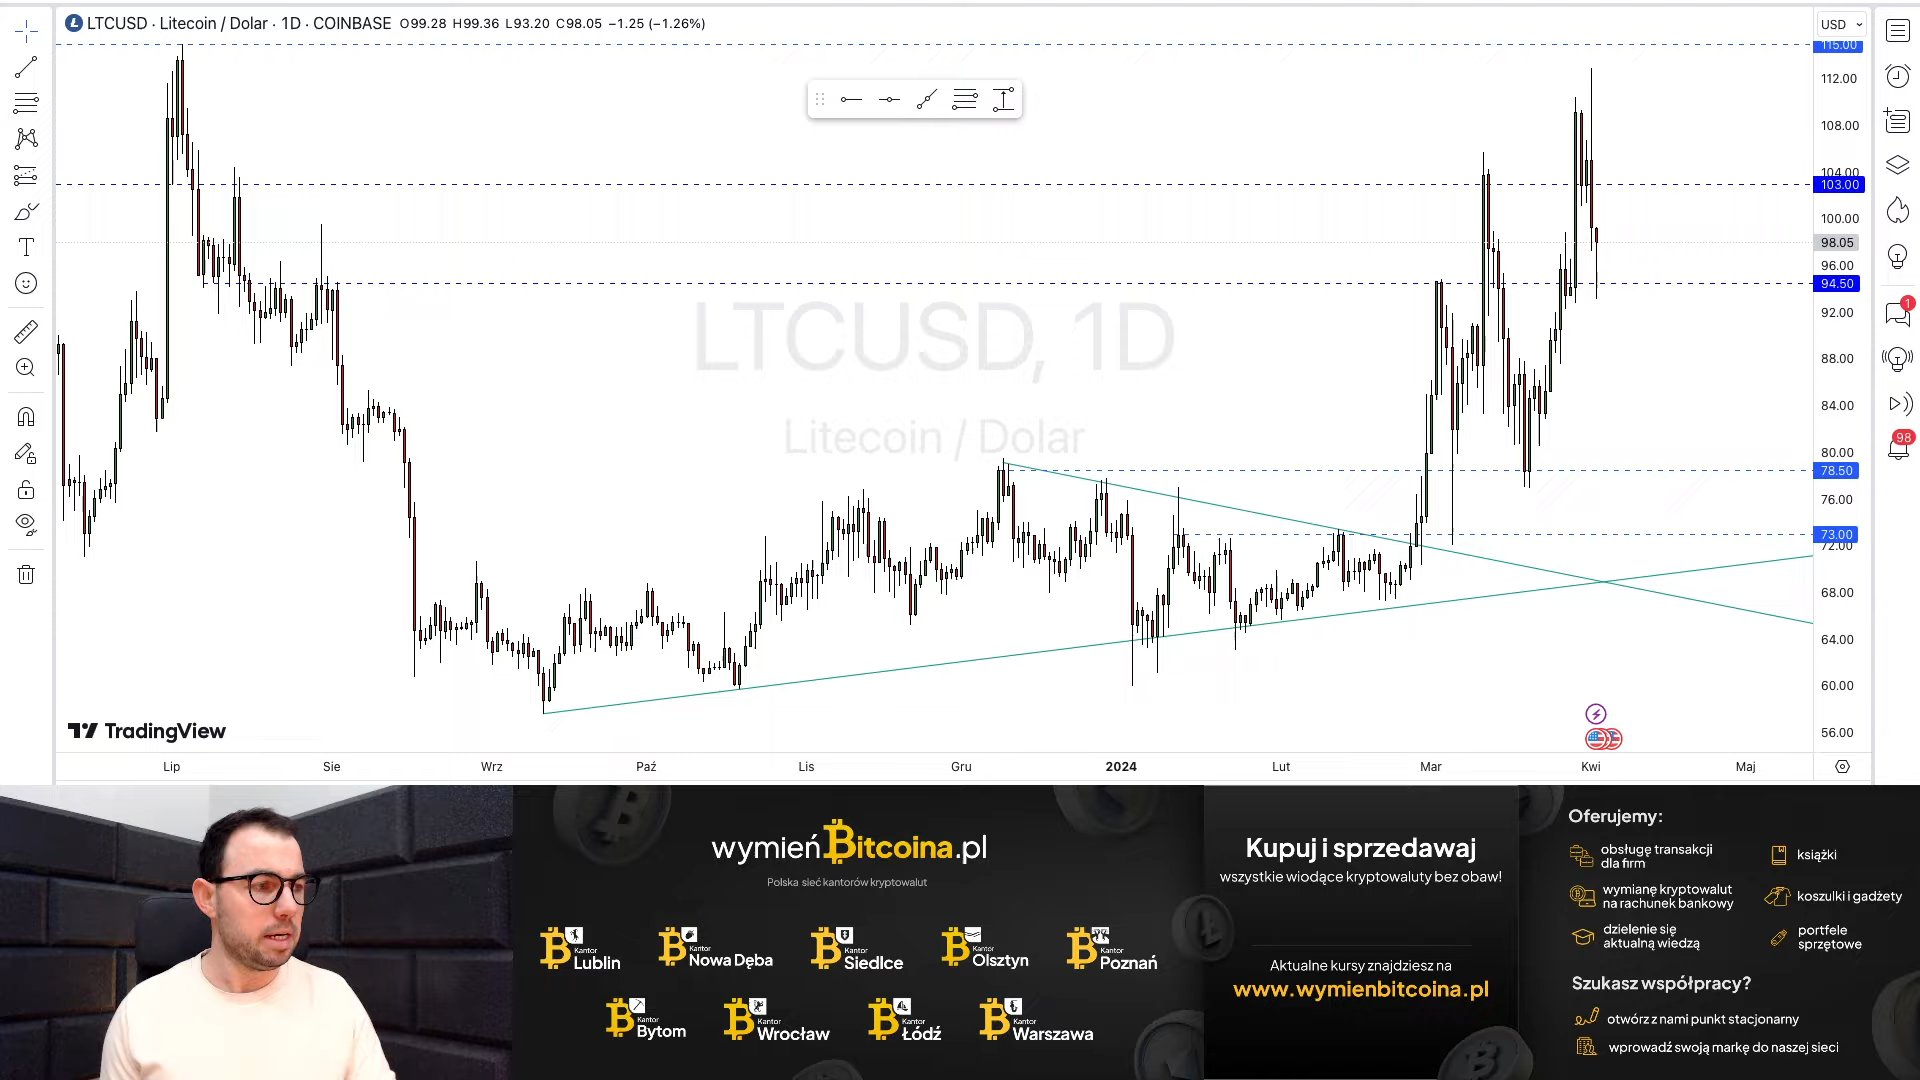 LTCUSD · Litecoin / Dolar · 1D · COINBASE O99.28 H99.36 L93.20 C98.05 −1.25 (−1.26%)
USD
115.00
112.00
108.00
104.00
103.00
100.00
98.05
96.00
94.50
92.00
88.00
84.00
80.00
78.50
76.00
73.00
72.00
68.00
64.00
60.00
56.00
1
98
LTCUSD, 1D
Litecoin / Dolar
TradingView
Lip Sie Wrz Paź Lis Gru 2024 Lut Mar Kwi Maj
wymieńBitcoina.pl
Polska sieć kantorów kryptowalut
Kantor Lublin
Kantor Nowa Dęba
Kantor Siedlce
Kantor Olsztyn
Kantor Poznań
Kantor Bytom
Kantor Wrocław
Kantor Łódź
Kantor Warszawa
Kupuj i sprzedawaj
wszystkie wiodące kryptowaluty bez obaw!
Aktualne kursy znajdziesz na
www.wymienbitcoina.pl
Oferujemy:
obsługę transakcji
dla firm
książki
wymianę kryptowalut
na rachunek bankowy
koszulki i gadżety
dzielenie się
aktualną wiedzą
portfele
sprzętowe
Szukasz współpracy?
otwórz z nami punkt stacjonarny
wprowadź swoją markę do naszej sieci